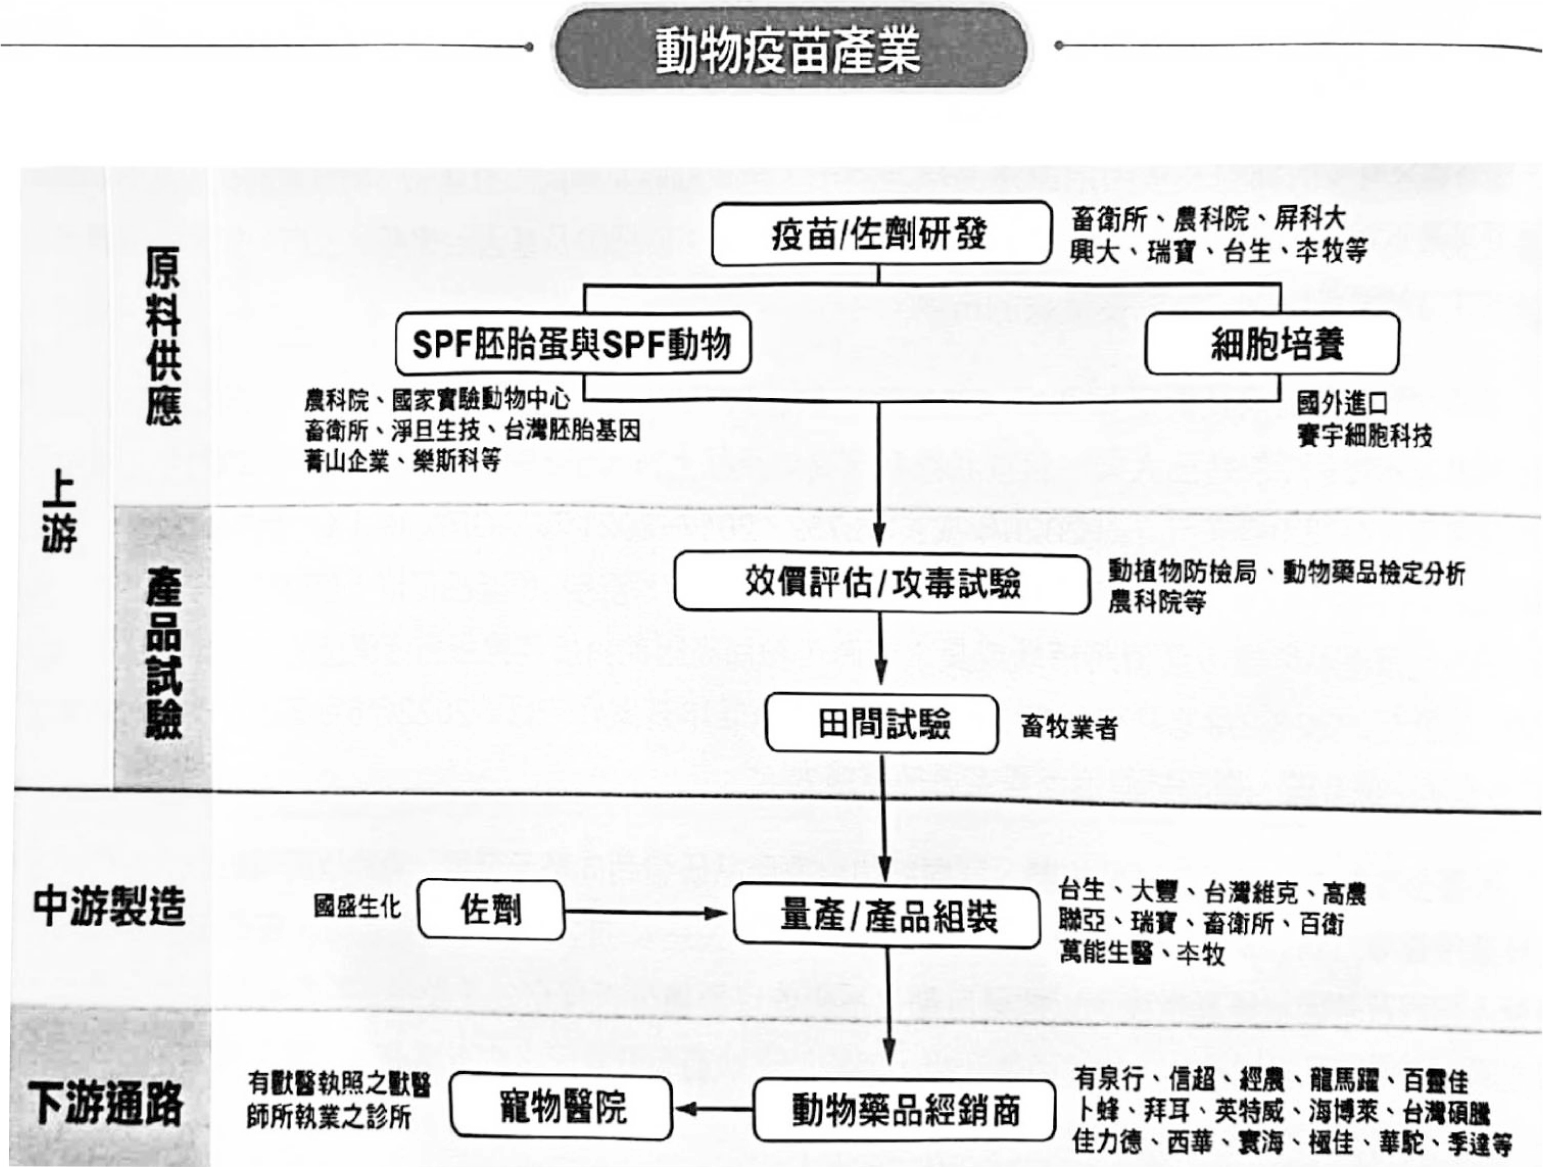 動物疫苗產業
上游
原料供應
疫苗/佐劑研發
畜衛所、農科院、屏科大
興大、瑞寶、台生、夲牧等
SPF胚胎蛋與SPF動物
農科院、國家實驗動物中心
畜衛所、淨旦生技、台灣胚胎基因
菁山企業、樂斯科等
細胞培養
國外進口
賽宇細胞科技
產品試驗
效價評估/攻毒試驗
動植物防檢局、動物藥品檢定分析
農科院等
田間試驗
畜牧業者
中游製造
國盛生化
佐劑
量產/產品組裝
台生、大豐、台灣維克、高農
聯亞、瑞寶、畜衛所、百衛
萬能生醫、夲牧
下游通路
有獸醫執照之獸醫
師所執業之診所
寵物醫院
動物藥品經銷商
有泉行、信超、經農、龍馬躍、百靈佳
卜蜂、拜耳、英特威、海博萊、台灣碩騰
佳力德、西華、寰海、極佳、華駝、季達等